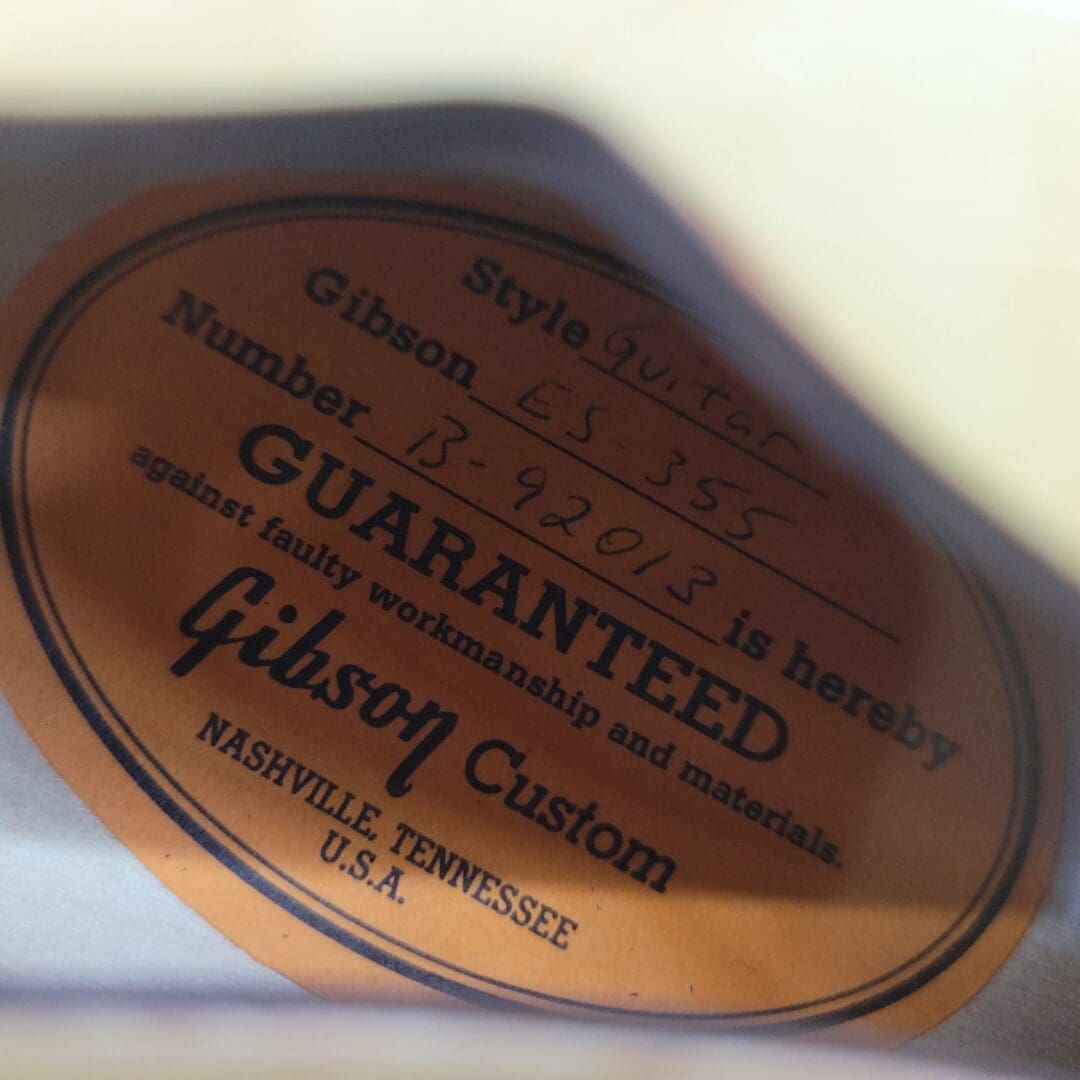 Style Guitar
Gibson ES-355
Number B-92013 is hereby
GUARANTEED
against faulty workmanship and materials.
Gibson Custom
NASHVILLE, TENNESSEE
U.S.A.